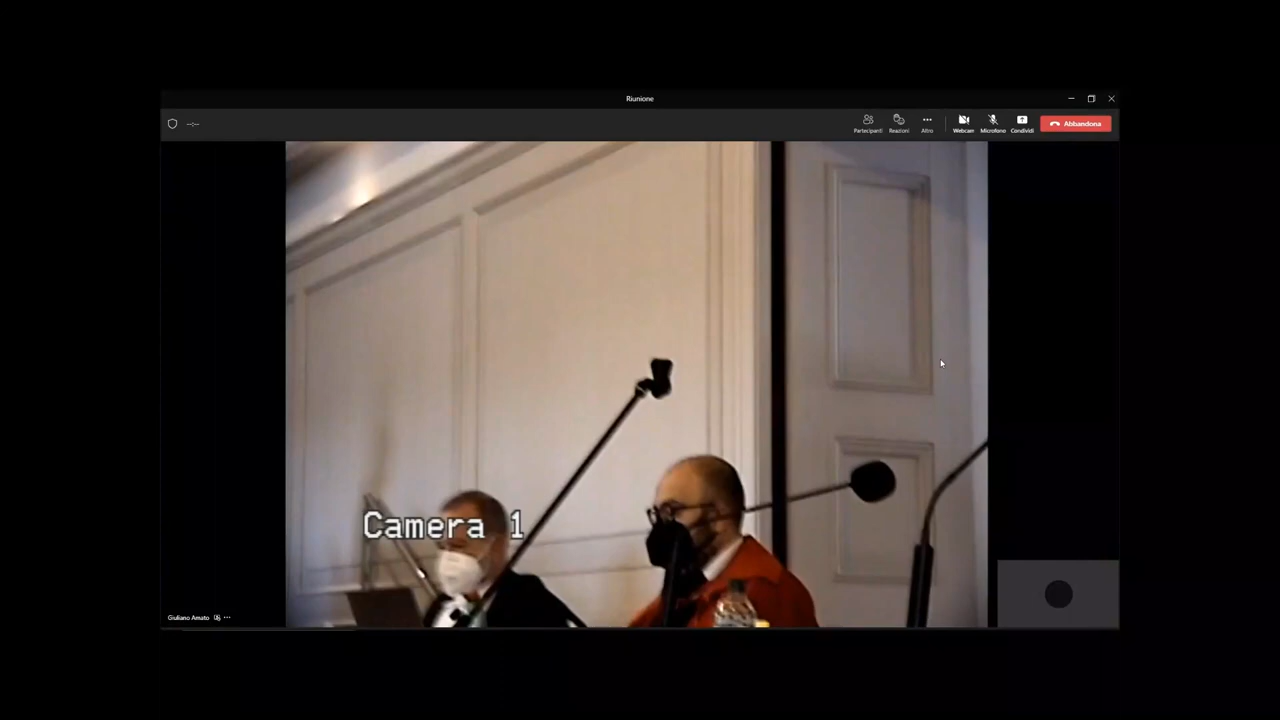 Riunione
Partecipanti Reazioni Altro Webcam Microfono Condividi Abbandona
Camera 1
Giuliano Amato